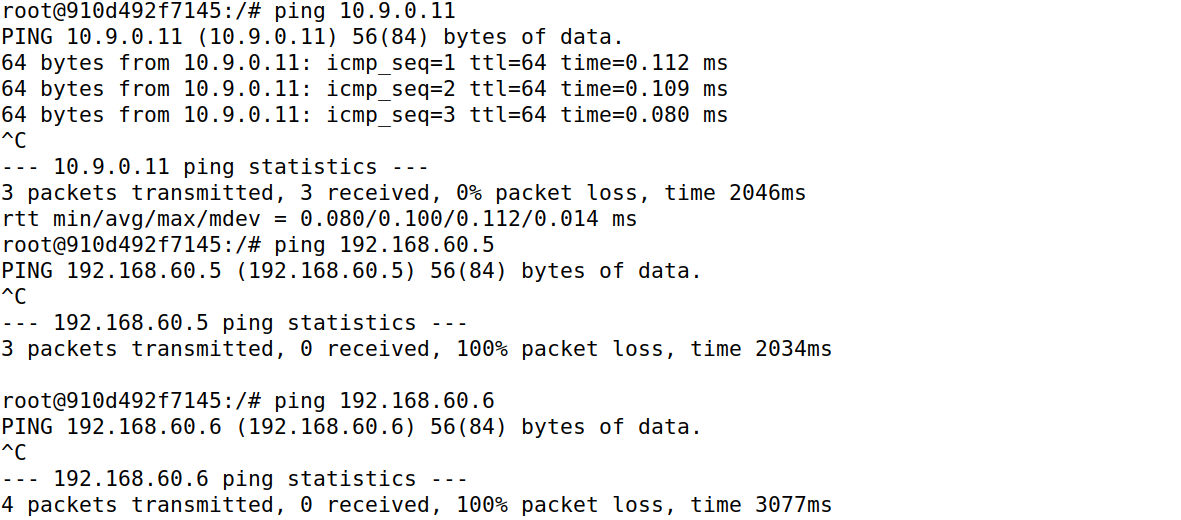 root@910d492f7145:/# ping 10.9.0.11
PING 10.9.0.11 (10.9.0.11) 56(84) bytes of data.
64 bytes from 10.9.0.11: icmp_seq=1 ttl=64 time=0.112 ms
64 bytes from 10.9.0.11: icmp_seq=2 ttl=64 time=0.109 ms
64 bytes from 10.9.0.11: icmp_seq=3 ttl=64 time=0.080 ms
^C
--- 10.9.0.11 ping statistics ---
3 packets transmitted, 3 received, 0% packet loss, time 2046ms
rtt min/avg/max/mdev = 0.080/0.100/0.112/0.014 ms
root@910d492f7145:/# ping 192.168.60.5
PING 192.168.60.5 (192.168.60.5) 56(84) bytes of data.
^C
--- 192.168.60.5 ping statistics ---
3 packets transmitted, 0 received, 100% packet loss, time 2034ms

root@910d492f7145:/# ping 192.168.60.6
PING 192.168.60.6 (192.168.60.6) 56(84) bytes of data.
^C
--- 192.168.60.6 ping statistics ---
4 packets transmitted, 0 received, 100% packet loss, time 3077ms